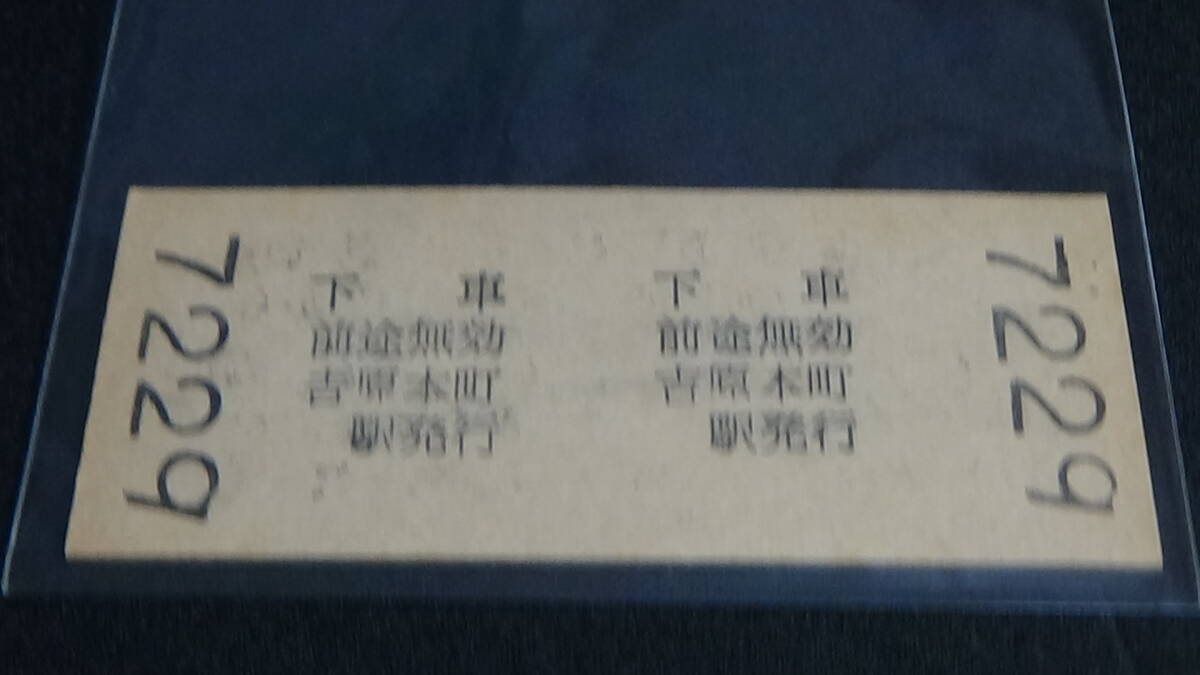 7229
下車
前途無効
吉原本町
駅発行
下車
前途無効
吉原本町
駅発行
7229